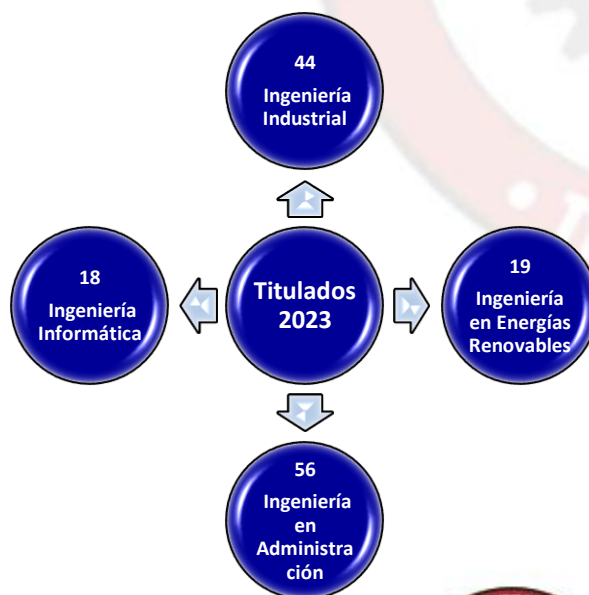 44
Ingeniería
Industrial
18
Ingeniería
Informática
Titulados
2023
19
Ingeniería
en Energías
Renovables
56
Ingeniería
en
Administra
ción